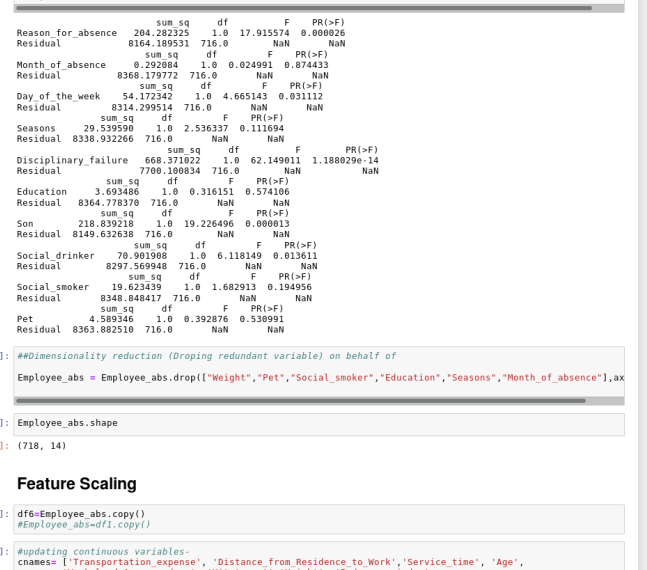 sum_sq df F PR(>F)
Reason_for_absence 204.282325 1.0 17.915574 0.000026
Residual 8164.189531 716.0 NaN NaN
sum_sq df F PR(>F)
Month_of_absence 0.292084 1.0 0.024991 0.874433
Residual 8368.179772 716.0 NaN NaN
sum_sq df F PR(>F)
Day_of_the_week 54.172342 1.0 4.665143 0.031112
Residual 8314.299514 716.0 NaN NaN
sum_sq df F PR(>F)
Seasons 29.539590 1.0 2.536337 0.111694
Residual 8338.932266 716.0 NaN NaN
sum_sq df F PR(>F)
Disciplinary_failure 668.371022 1.0 62.149011 1.188029e-14
Residual 7700.100834 716.0 NaN NaN
sum_sq df F PR(>F)
Education 3.693486 1.0 0.316151 0.574106
Residual 8364.778370 716.0 NaN NaN
sum_sq df F PR(>F)
Son 218.839218 1.0 19.226496 0.000013
Residual 8149.632638 716.0 NaN NaN
sum_sq df F PR(>F)
Social_drinker 70.901908 1.0 6.118149 0.013611
Residual 8297.569948 716.0 NaN NaN
sum_sq df F PR(>F)
Social_smoker 19.623439 1.0 1.682913 0.194956
Residual 8348.848417 716.0 NaN NaN
sum_sq df F PR(>F)
Pet 4.589346 1.0 0.392876 0.530991
Residual 8363.882510 716.0 NaN NaN
]: ##Dimensionality reduction (Droping redundant variable) on behalf of
Employee_abs = Employee_abs.drop(["Weight","Pet","Social_smoker","Education","Seasons","Month_of_absence"],ax
]: Employee_abs.shape
]: (718, 14)
Feature Scaling
]: df6=Employee_abs.copy()
#Employee_abs=df1.copy()
]: #updating continuous variables-
cnames= ['Transportation_expense', 'Distance_from_Residence_to_Work','Service_time', 'Age',